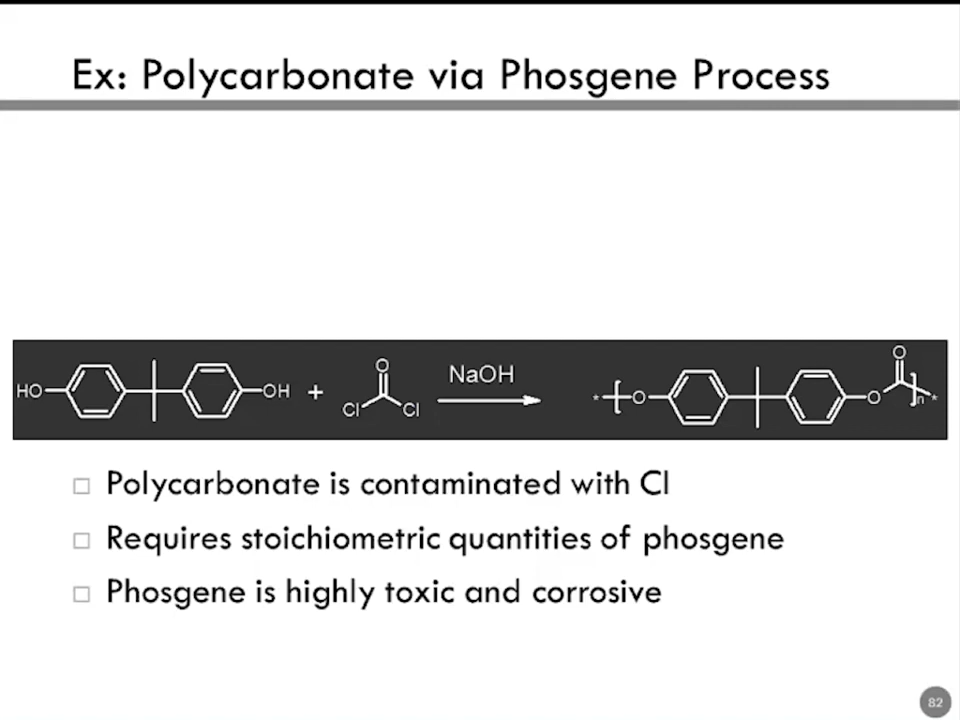 Ex: Polycarbonate via Phosgene Process
HO OH + O Cl Cl NaOH * [ O O O ] n *
Polycarbonate is contaminated with Cl
Requires stoichiometric quantities of phosgene
Phosgene is highly toxic and corrosive
82